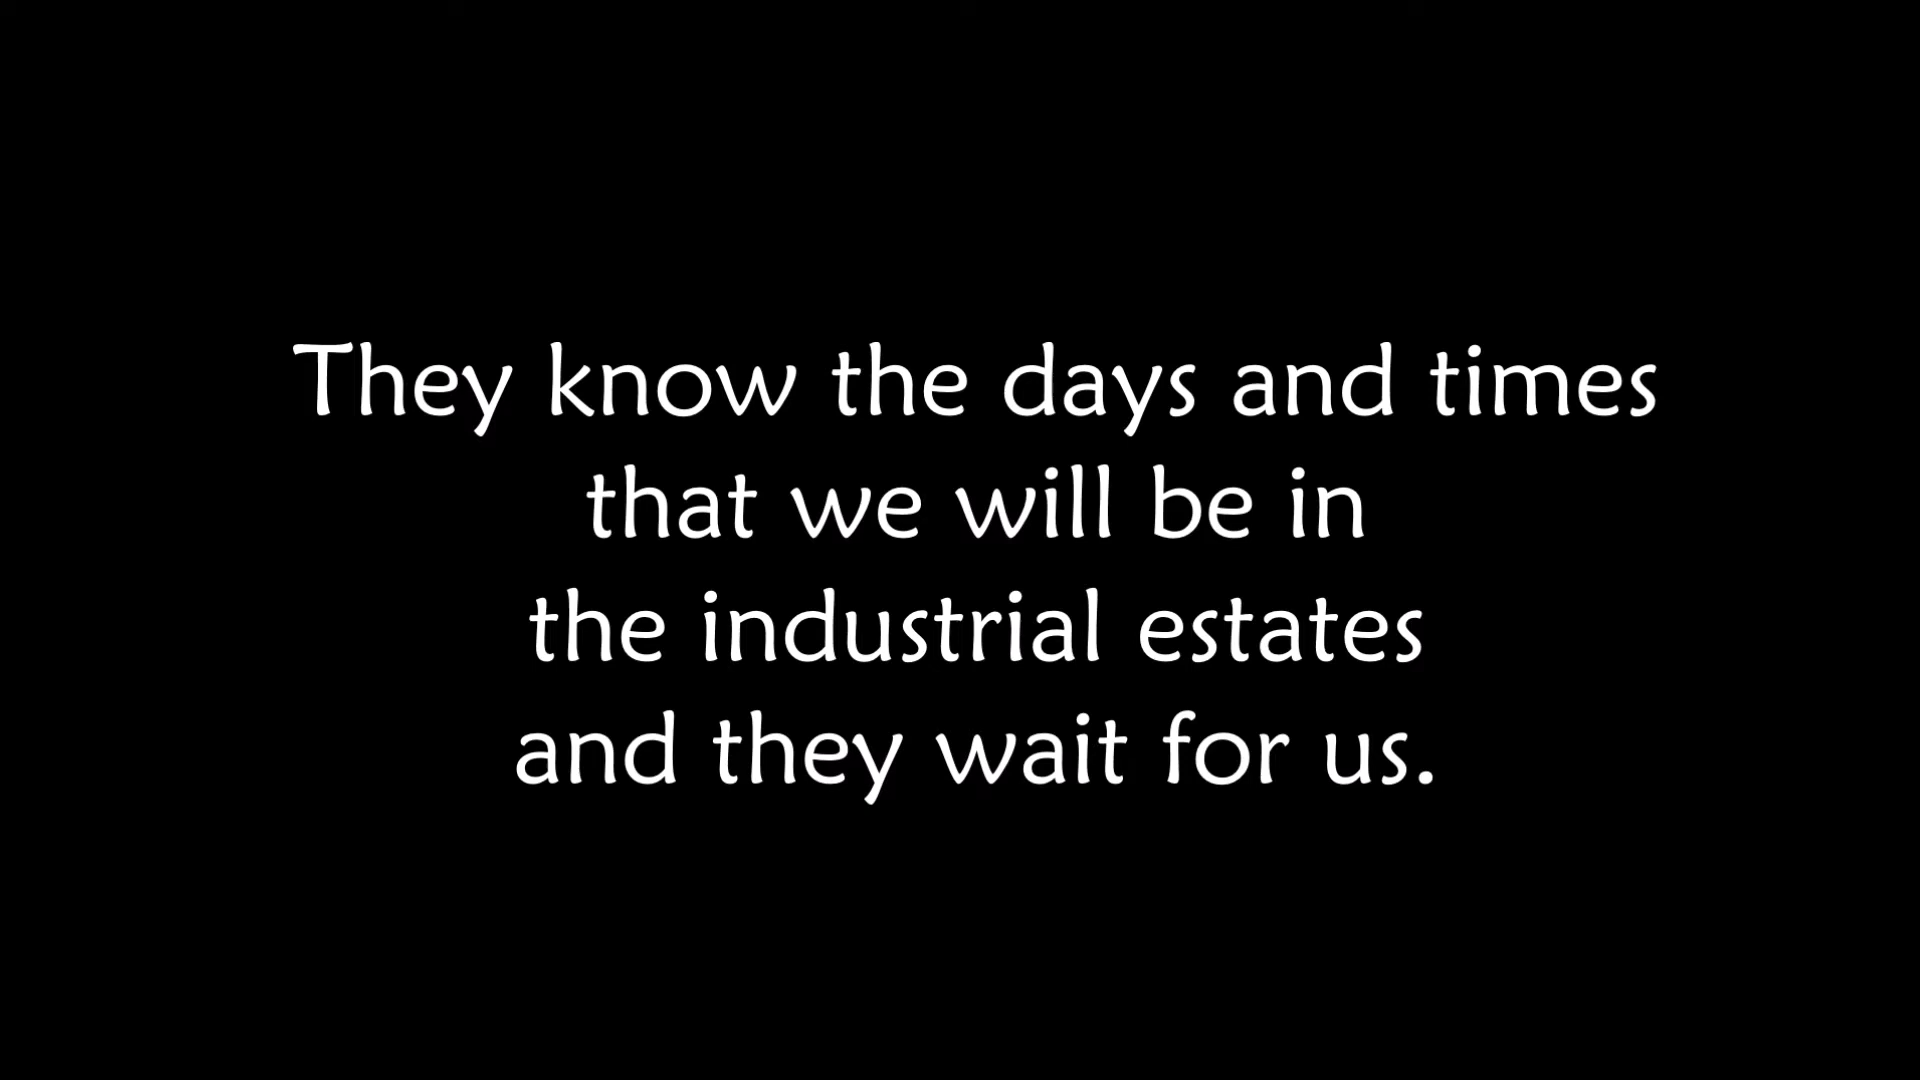 They know the days and times
that we will be in
the industrial estates
and they wait for us.